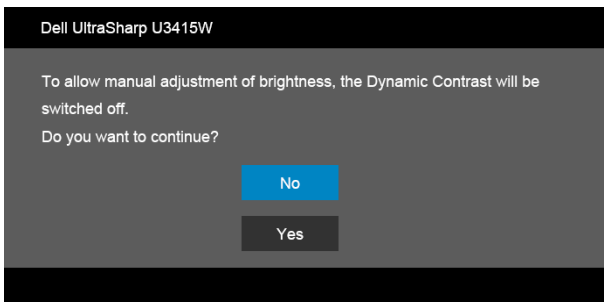 Dell UltraSharp U3415W
To allow manual adjustment of brightness, the Dynamic Contrast will be
switched off.
Do you want to continue?
No
Yes